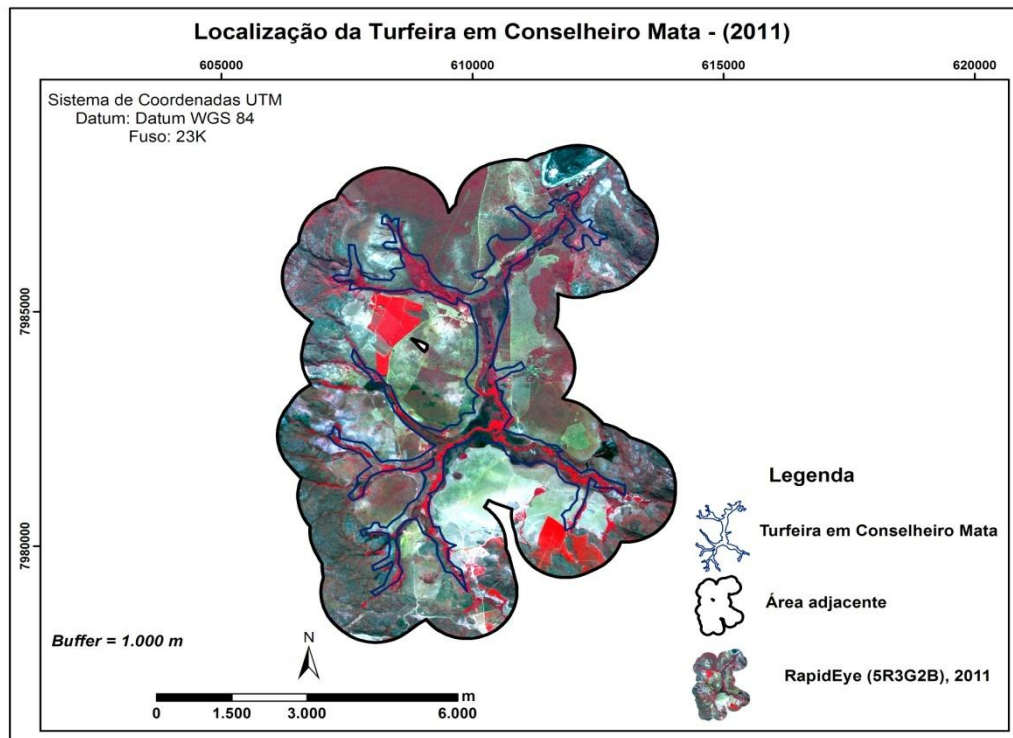 Localização da Turfeira em Conselheiro Mata - (2011)
605000 610000 615000 620000
Sistema de Coordenadas UTM
Datum: Datum WGS 84
Fuso: 23K
7985000
7980000
Legenda
Turfeira em Conselheiro Mata
Área adjacente
RapidEye (5R3G2B), 2011
Buffer = 1.000 m
N
m
0 1.500 3.000 6.000